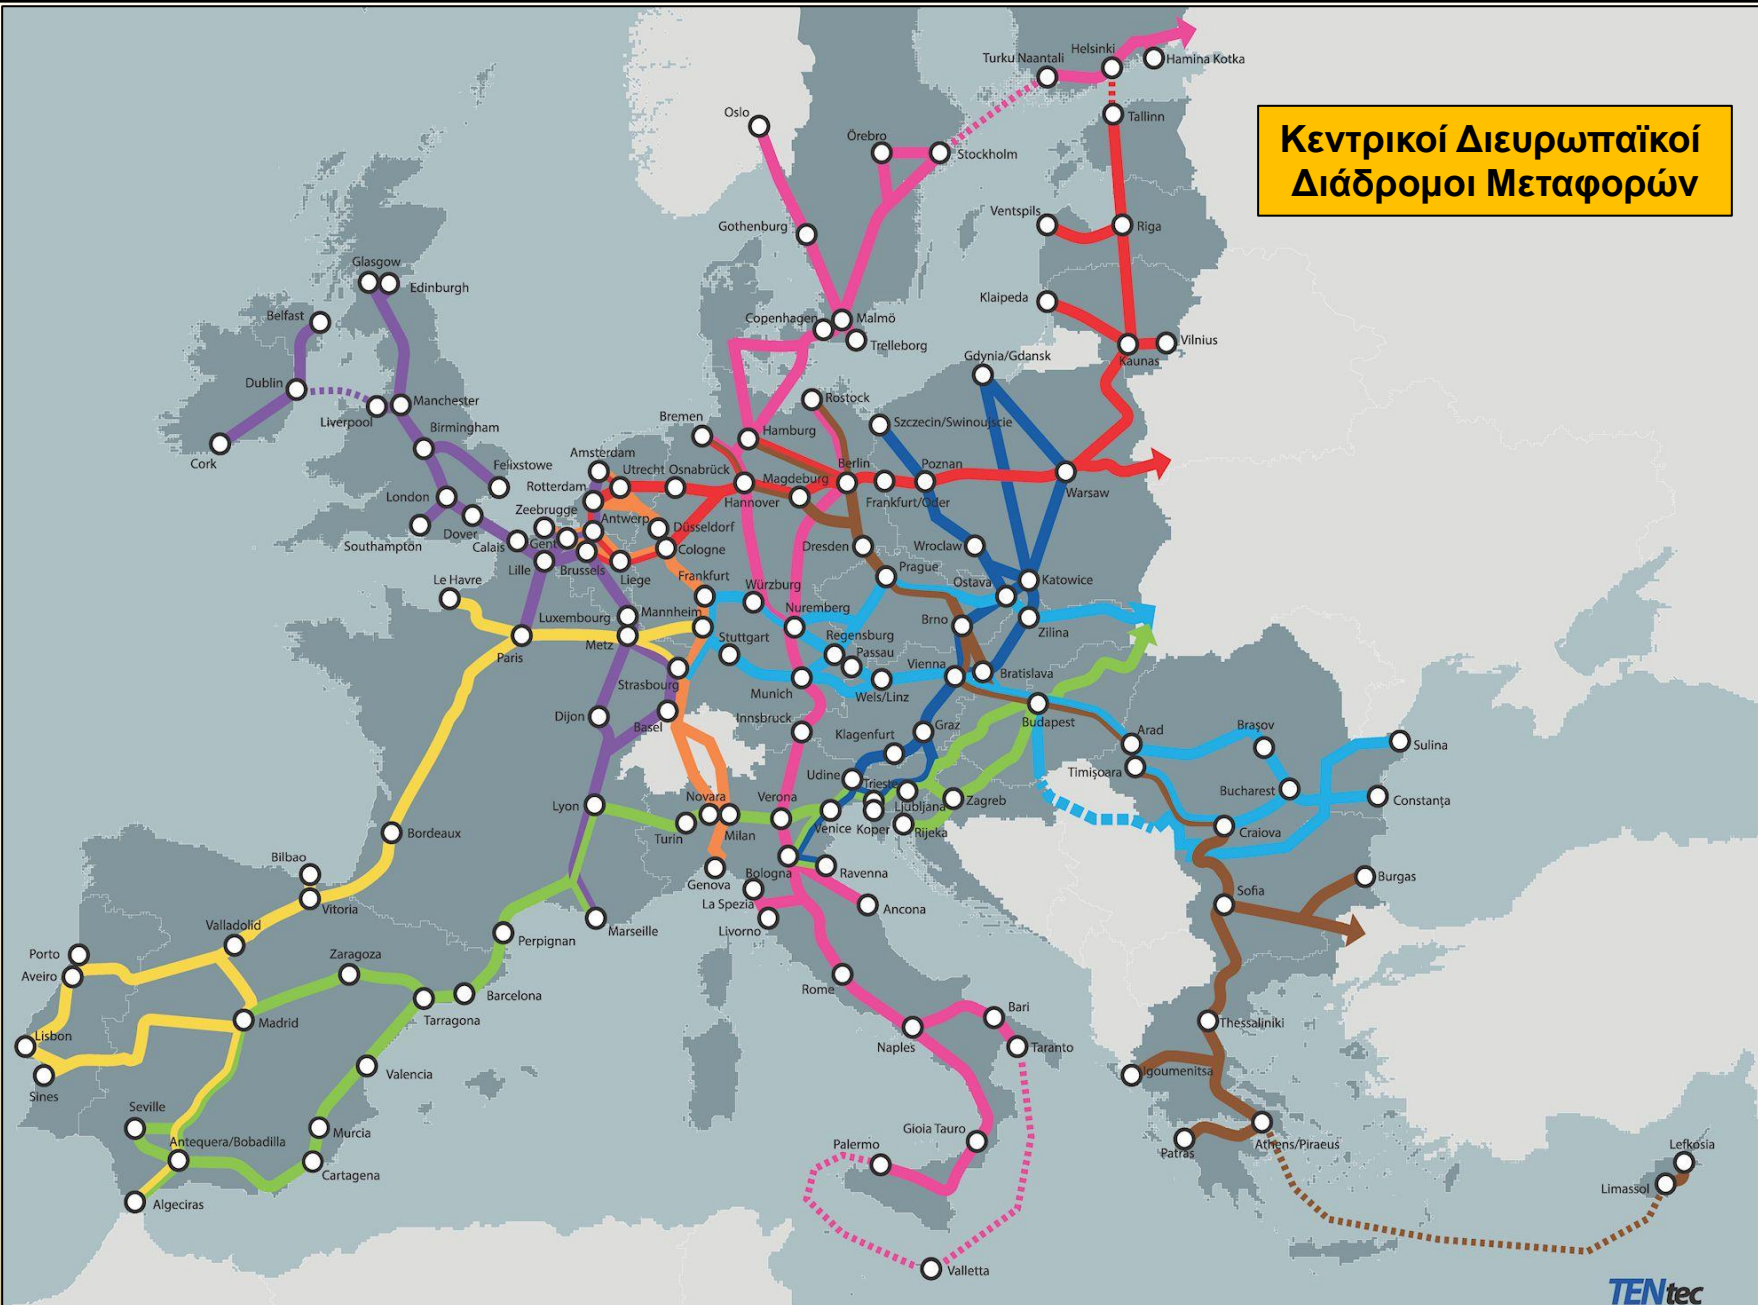 Κεντρικοί Διευρωπαϊκοί
Διάδρομοι Μεταφορών
Helsinki
Turku Naantali
Hamina Kotka
Oslo
Tallinn
Örebro
Stockholm
Ventspils
Riga
Gothenburg
Glasgow
Edinburgh
Klaipeda
Belfast
Copenhagen
Malmö
Trelleborg
Vilnius
Gdynia/Gdansk
Kaunas
Dublin
Manchester
Rostock
Liverpool
Birmingham
Bremen
Hamburg
Szczecin/Swinoujscie
Cork
Felixstowe
Amsterdam
Utrecht
Osnabrück
Magdeburg
Berlin
Poznan
London
Rotterdam
Hannover
Frankfurt/Oder
Warsaw
Zeebrugge
Antwerp
Düsseldorf
Southampton
Dover
Calais
Gent
Cologne
Dresden
Wroclaw
Lille
Brussels
Liege
Frankfurt
Prague
Ostava
Katowice
Le Havre
Würzburg
Luxembourg
Mannheim
Nuremberg
Brno
Zilina
Paris
Metz
Stuttgart
Regensburg
Passau
Vienna
Bratislava
Strasbourg
Munich
Wels/Linz
Dijon
Basel
Innsbruck
Klagenfurt
Graz
Budapest
Arad
Braşov
Sulina
Udine
Trieste
Timişoara
Bucharest
Constanţa
Lyon
Novara
Verona
Ljubljana
Zagreb
Turin
Milan
Venice
Koper
Rijeka
Craiova
Bordeaux
Bilbao
Genova
Bologna
Ravenna
Burgas
Vitoria
La Spezia
Ancona
Sofia
Valladolid
Marseille
Livorno
Perpignan
Porto
Zaragoza
Aveiro
Rome
Barcelona
Tarragona
Bari
Madrid
Thessaliniki
Lisbon
Naples
Taranto
Valencia
Igoumenitsa
Sines
Seville
Murcia
Gioia Tauro
Antequera/Bobadilla
Palermo
Athens/Piraeus
Patras
Lefkosia
Cartagena
Limassol
Algeciras
Valletta
TENtec